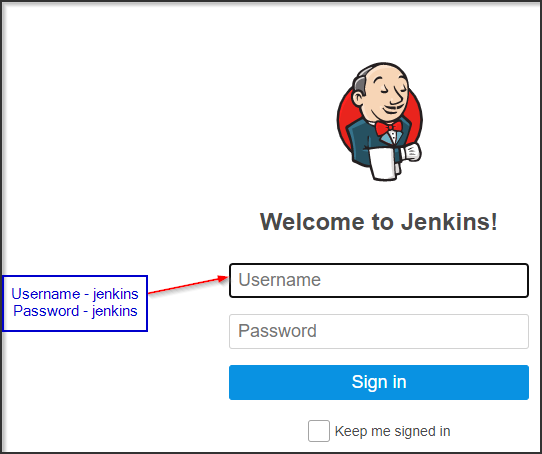 Welcome to Jenkins!
Username - jenkins
Password - jenkins
Username
Password
Sign in
Keep me signed in